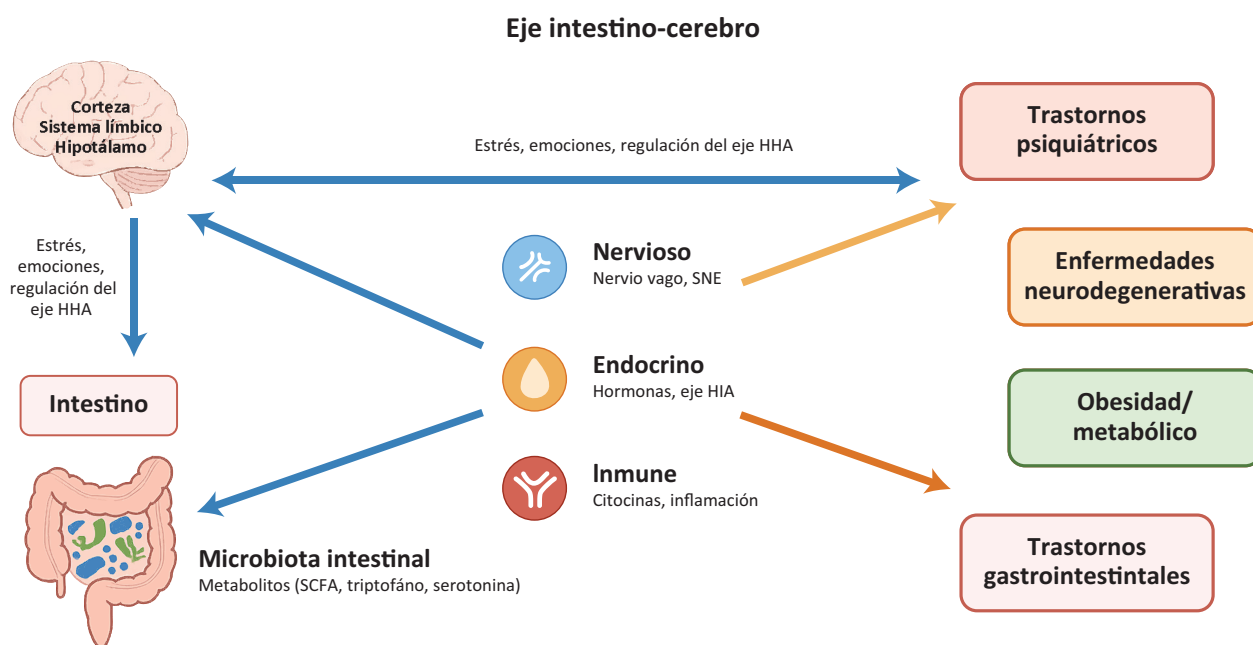 Eje intestino-cerebro
Corteza
Sistema límbico
Hipotálamo
Estrés, emociones, regulación del eje HHA
Trastornos
psiquiátricos
Estrés,
emociones,
regulación del
eje HHA
Nervioso
Nervio vago, SNE
Enfermedades
neurodegenerativas
Intestino
Endocrino
Hormonas, eje HIA
Obesidad/
metabólico
Inmune
Citocinas, inflamación
Microbiota intestinal
Metabolitos (SCFA, triptofáno, serotonina)
Trastornos
gastrointestintales